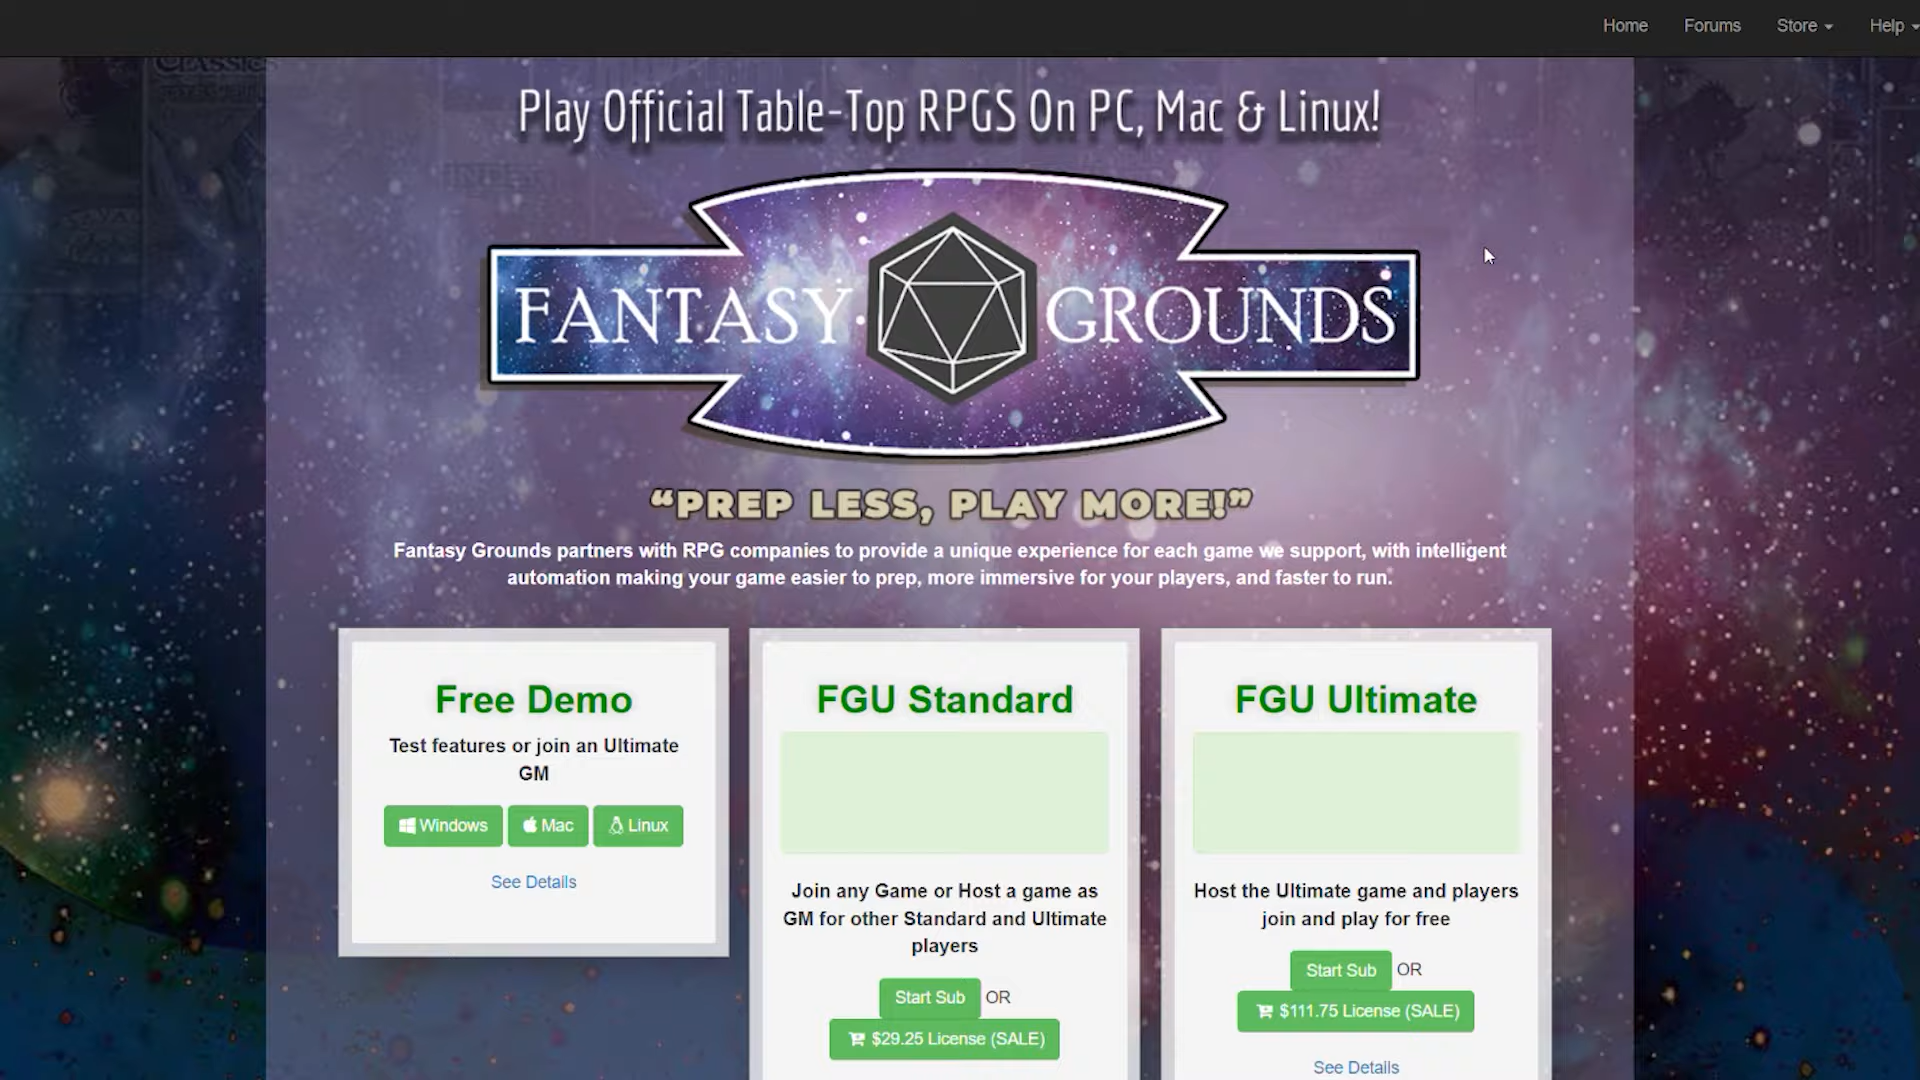 Home Forums Store Help
CLASSICS
Play Official Table-Top RPGS On PC, Mac & Linux!
FANTASY GROUNDS
“PREP LESS, PLAY MORE!”
Fantasy Grounds partners with RPG companies to provide a unique experience for each game we support, with intelligent
automation making your game easier to prep, more immersive for your players, and faster to run.
Free Demo
Test features or join an Ultimate
GM
Windows Mac Linux
See Details
FGU Standard
Join any Game or Host a game as
GM for other Standard and Ultimate
players
Start Sub OR
$29.25 License (SALE)
FGU Ultimate
Host the Ultimate game and players
join and play for free
Start Sub OR
$111.75 License (SALE)
See Details